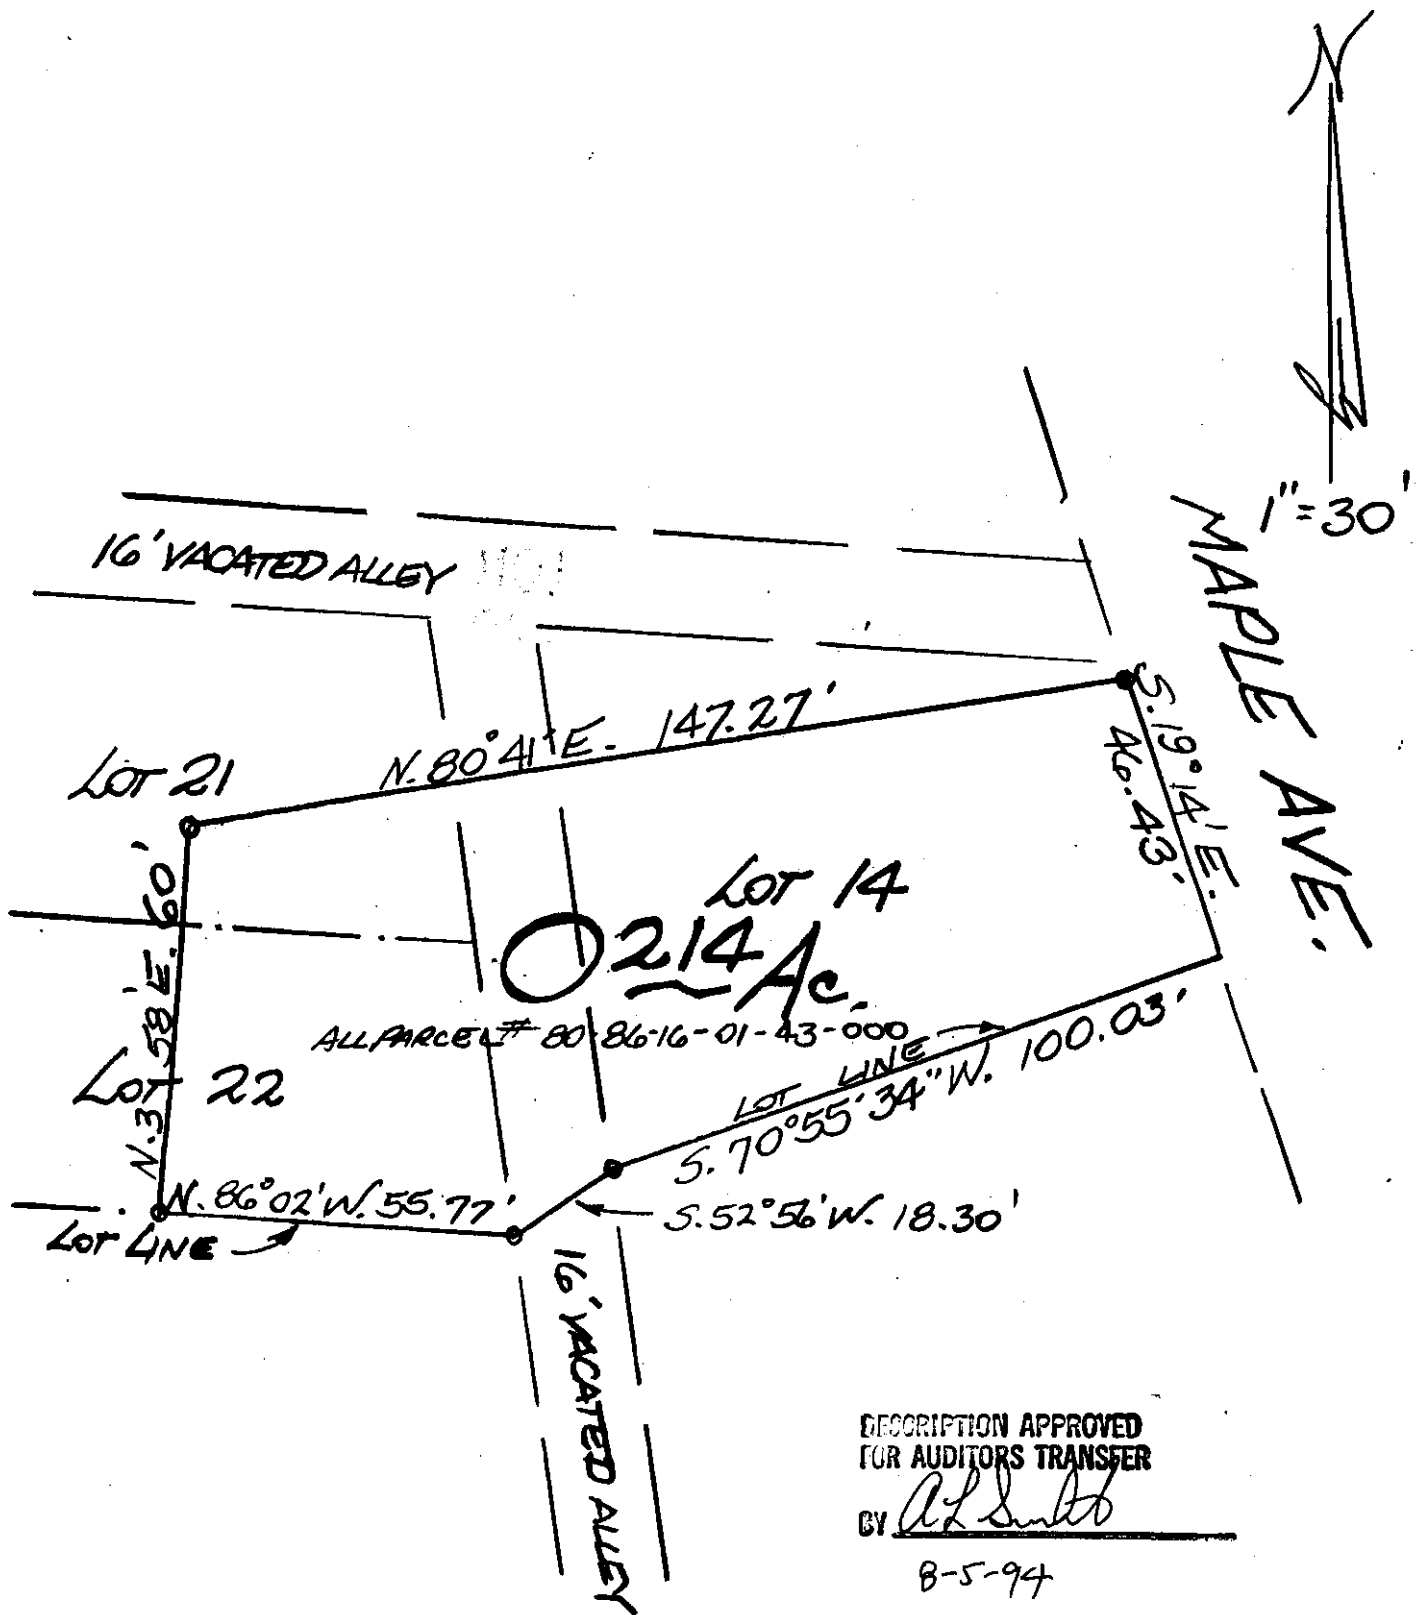 N
1"=30'
MAPLE AVE.
16' VACATED ALLEY
N. 80°41' E. 147.27'
S. 19°14' E.
46.43'
LOT 21
LOT 14
0.214 Ac.
ALL PARCEL # 80-86-16-01-43-000
N. 3° 58' E. 60'
LOT 22
LOT LINE
S. 70°55'34" W. 100.03'
N. 86°02' W. 55.77'
S. 52°56' W. 18.30'
LOT LINE
16' VACATED ALLEY
DESCRIPTION APPROVED
FOR AUDITORS TRANSFER
BY
8-5-94